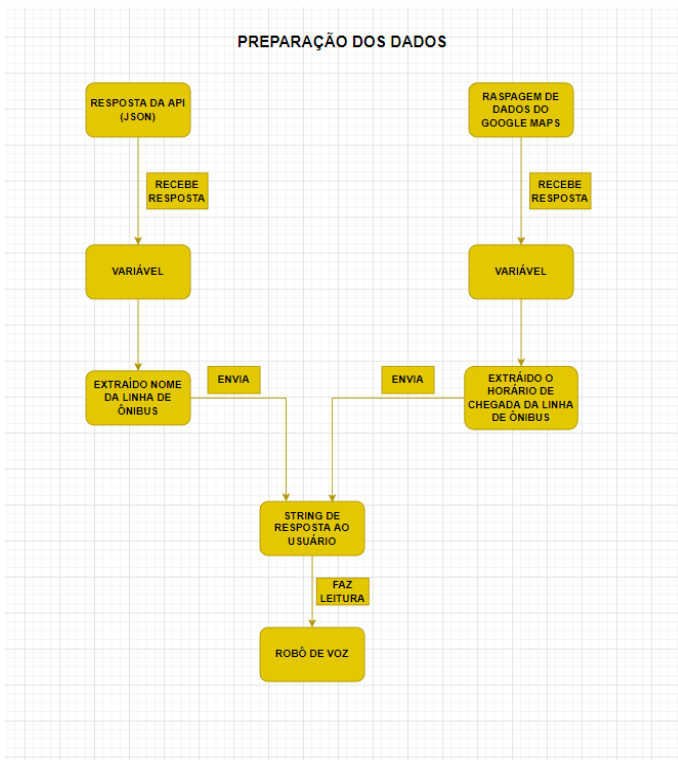 PREPARAÇÃO DOS DADOS
RESPOSTA DA API
(JSON)
RASPAGEM DE
DADOS DO
GOOGLE MAPS
RECEBE
RESPOSTA
RECEBE
RESPOSTA
VARIÁVEL
VARIÁVEL
EXTRAÍDO NOME
DA LINHA DE
ÔNIBUS
ENVIA
ENVIA
EXTRÁIDO O
HORÁRIO DE
CHEGADA DA LINHA
DE ÔNIBUS
STRING DE
RESPOSTA AO
USUÁRIO
FAZ
LEITURA
ROBÔ DE VOZ